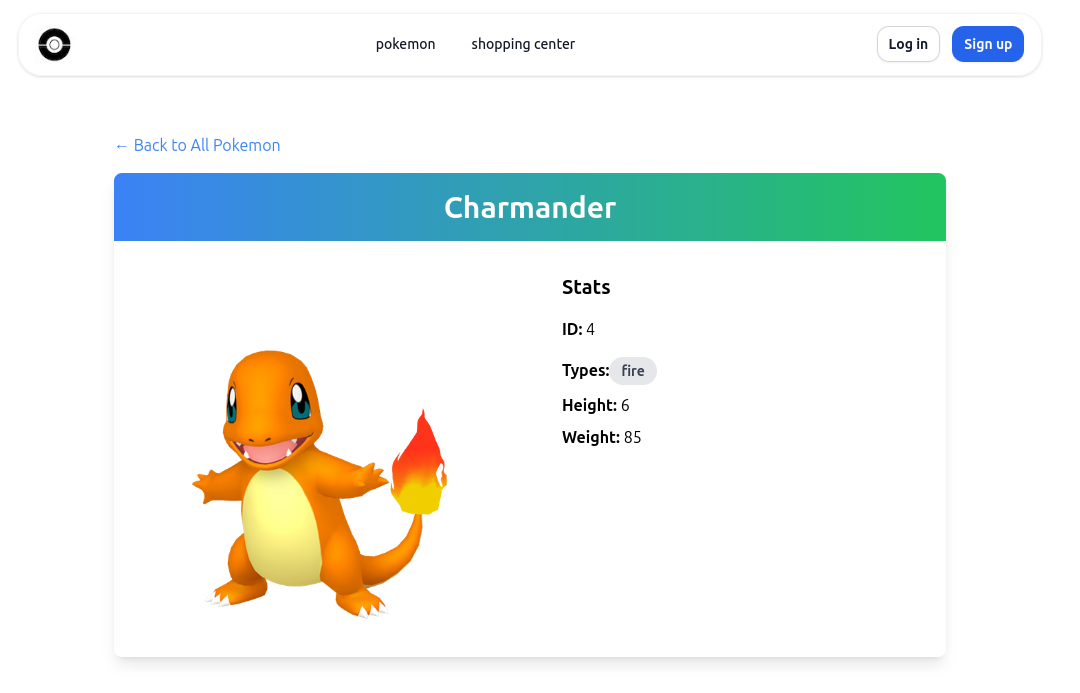 pokemon shopping center Log in Sign up
← Back to All Pokemon
Charmander
Stats
ID: 4
Types: fire
Height: 6
Weight: 85